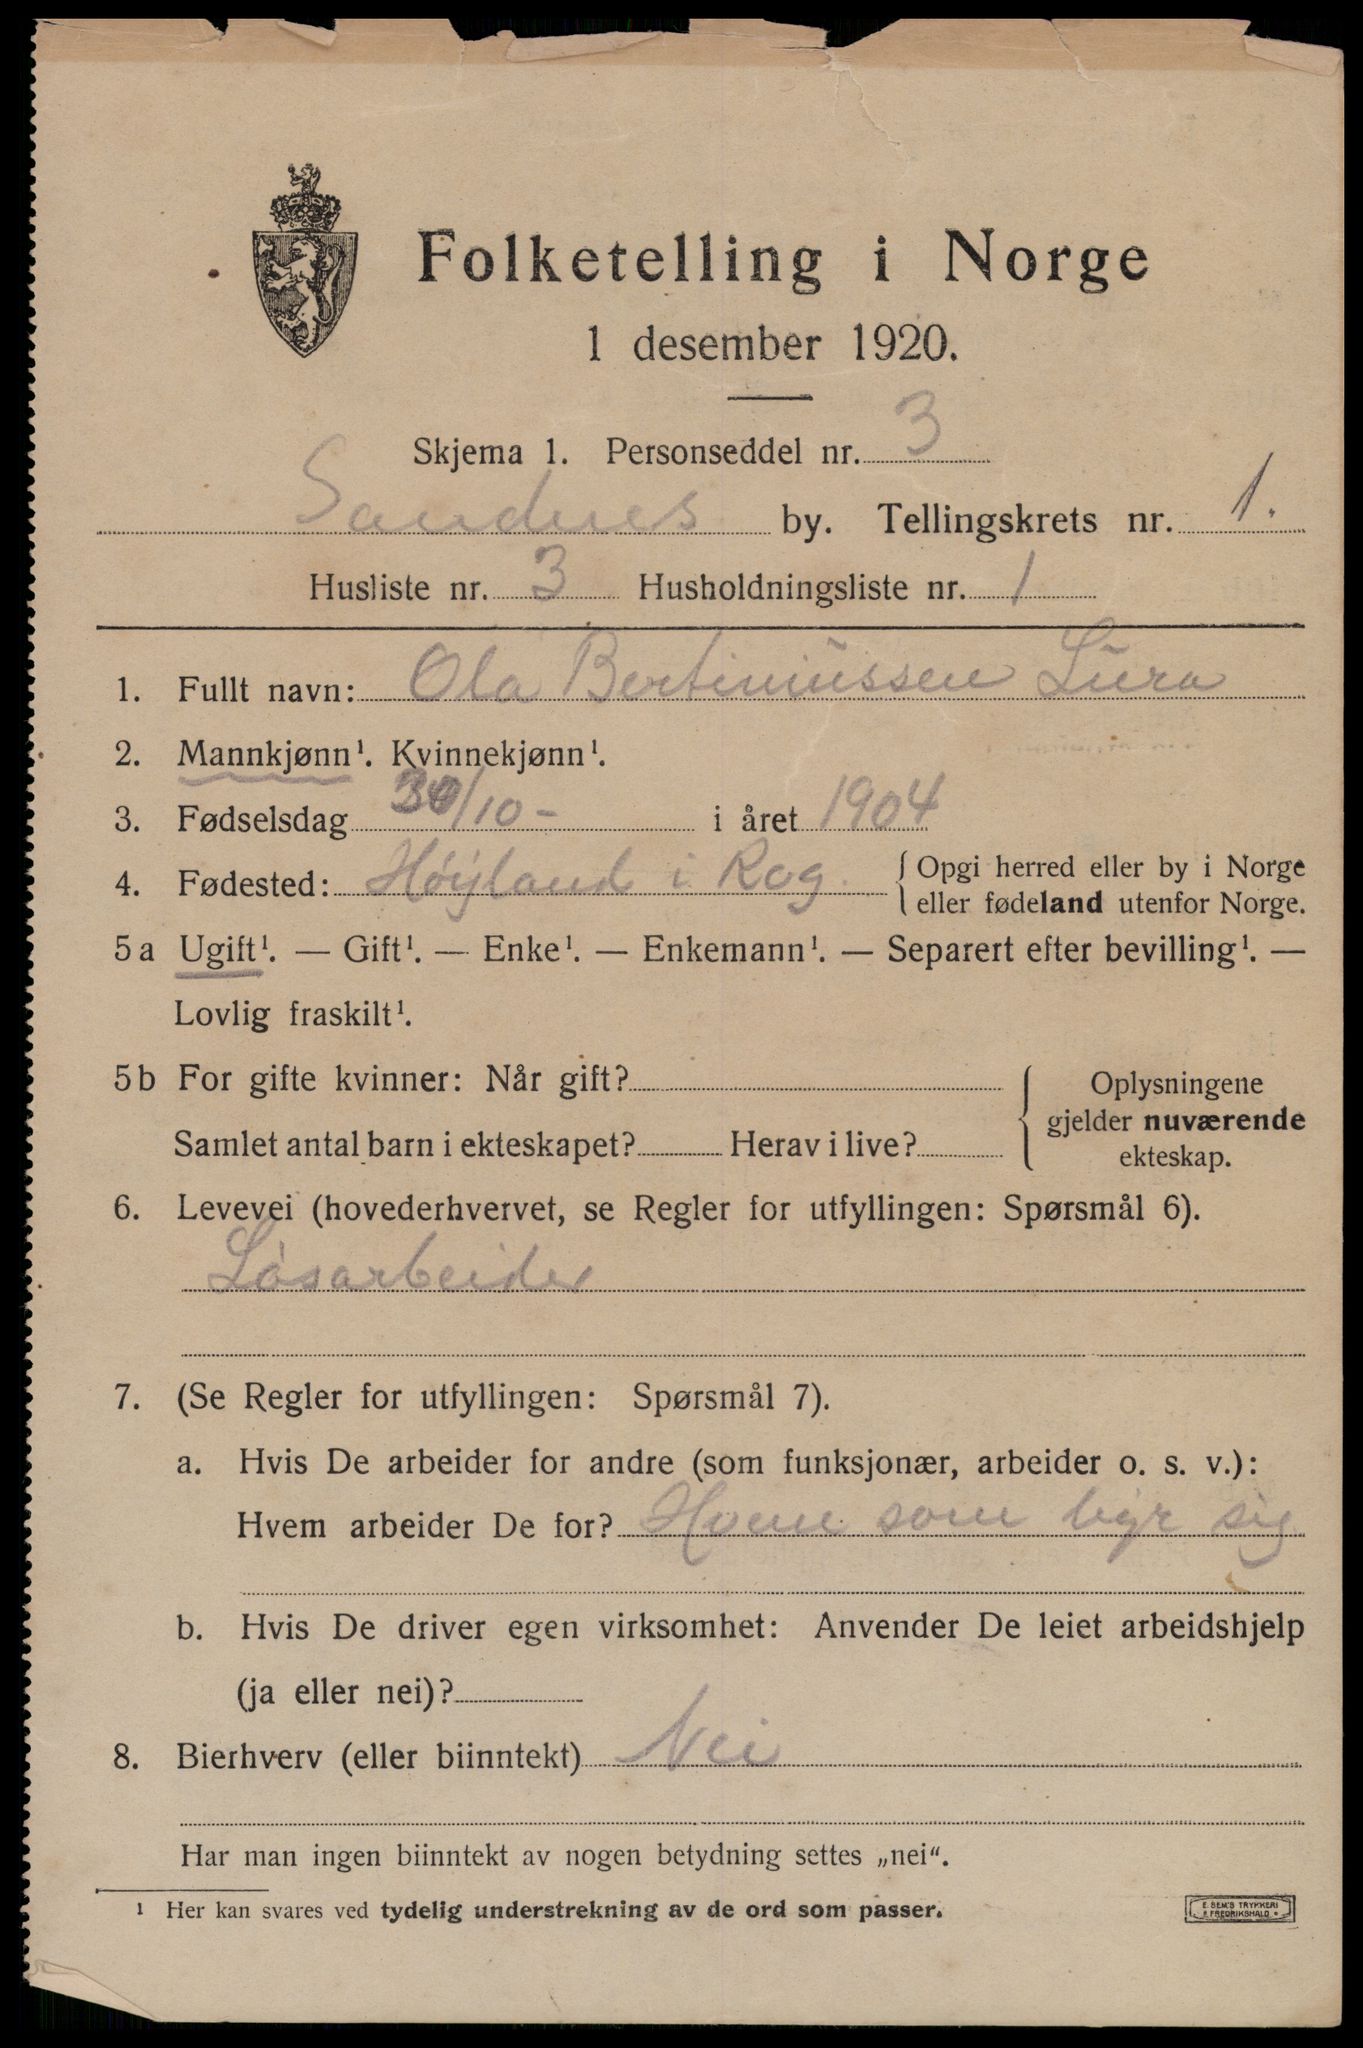 Folketelling i Norge
1 desember 1920.
Skjema 1. Personseddel nr. 3
Sandnes by. Tellingskrets nr. 1.
Husliste nr. 3 Husholdningsliste nr. 1
1. Fullt navn: Ola Bertiniussen Lura
2. Mannkjønn¹. Kvinnekjønn¹.
3. Fødselsdag 30/10 - i året 1904
4. Fødested: Höyland i Rog. { Opgi herred eller by i Norge
eller fødeland utenfor Norge.
5 a Ugift¹. — Gift¹. — Enke¹. — Enkemann¹. — Separert efter bevilling¹. —
Lovlig fraskilt¹.
5 b For gifte kvinner: Når gift?
Samlet antal barn i ekteskapet? Herav i live?
{ Oplysningene
gjelder nuværende
ekteskap.
6. Levevei (hovederhvervet, se Regler for utfyllingen: Spørsmål 6).
Løsarbeider
7. (Se Regler for utfyllingen: Spørsmål 7).
a. Hvis De arbeider for andre (som funksjonær, arbeider o. s. v.):
Hvem arbeider De for? Hvem som byr sig
b. Hvis De driver egen virksomhet: Anvender De leiet arbeidshjelp
(ja eller nei)?
8. Bierhverv (eller biinntekt) Nei
Har man ingen biinntekt av nogen betydning settes „nei“.
¹ Her kan svares ved tydelig understrekning av de ord som passer.
E. SEM'S TRYKKERI
FREDRIKSHALD